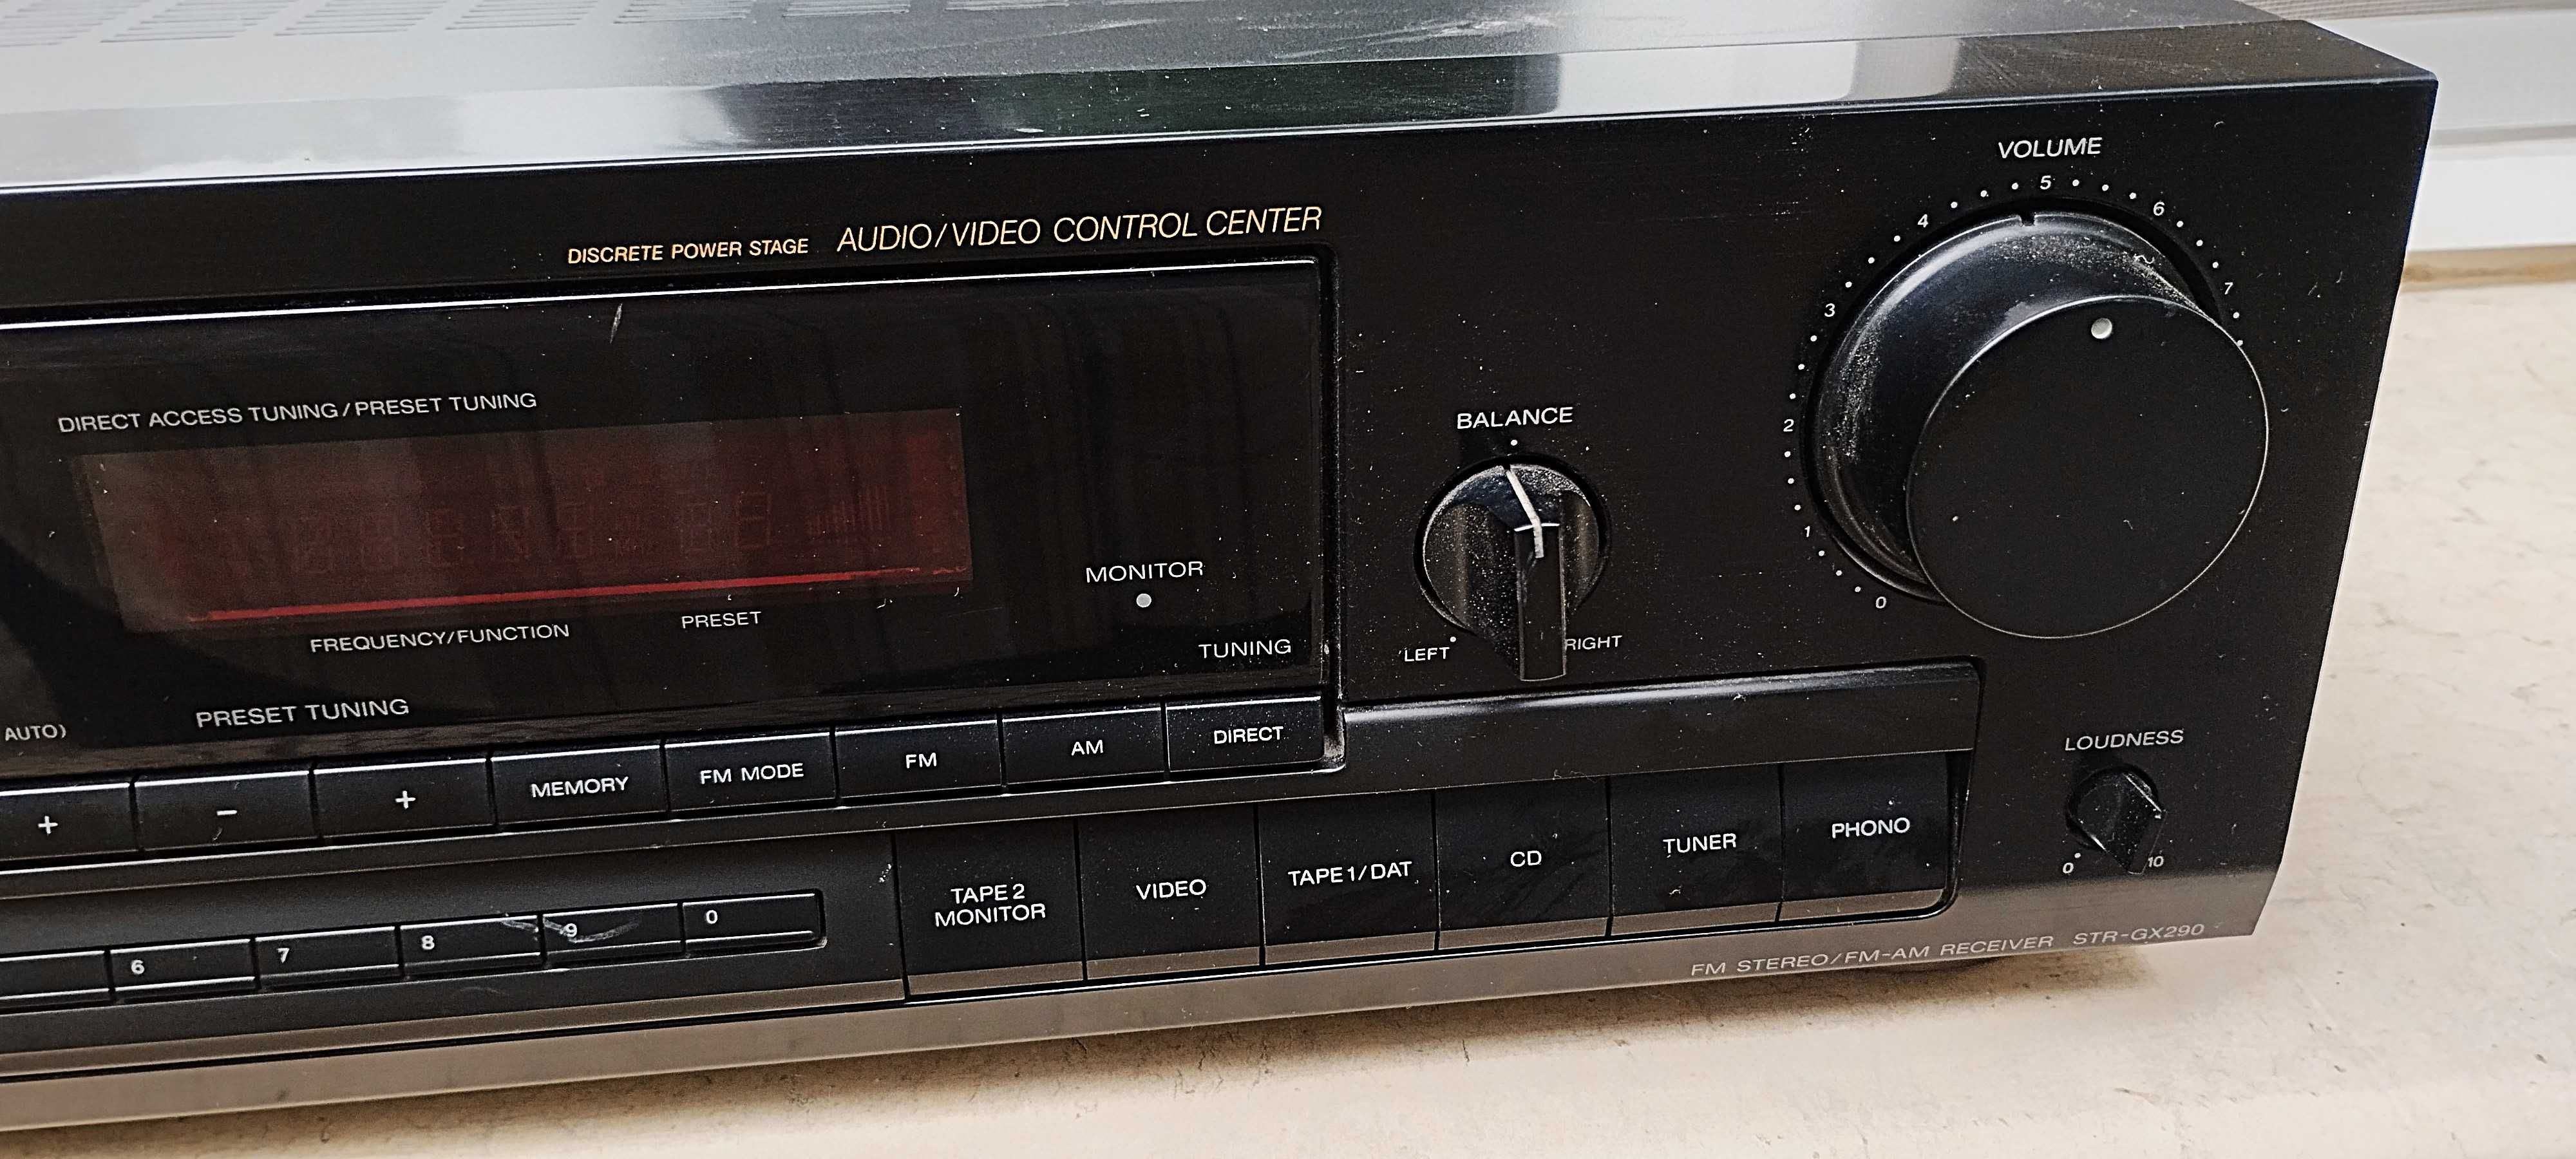 DISCRETE POWER STAGE AUDIO/VIDEO CONTROL CENTER
VOLUME
0
1
2
3
4
5
6
7
DIRECT ACCESS TUNING/PRESET TUNING
BALANCE
LEFT
RIGHT
MONITOR
FREQUENCY/FUNCTION
PRESET
TUNING
AUTO)
PRESET TUNING
+
−
+
MEMORY
FM MODE
FM
AM
DIRECT
LOUDNESS
0
10
6
7
8
9
0
TAPE 2
MONITOR
VIDEO
TAPE 1/DAT
CD
TUNER
PHONO
FM STEREO/FM-AM RECEIVER STR-GX290